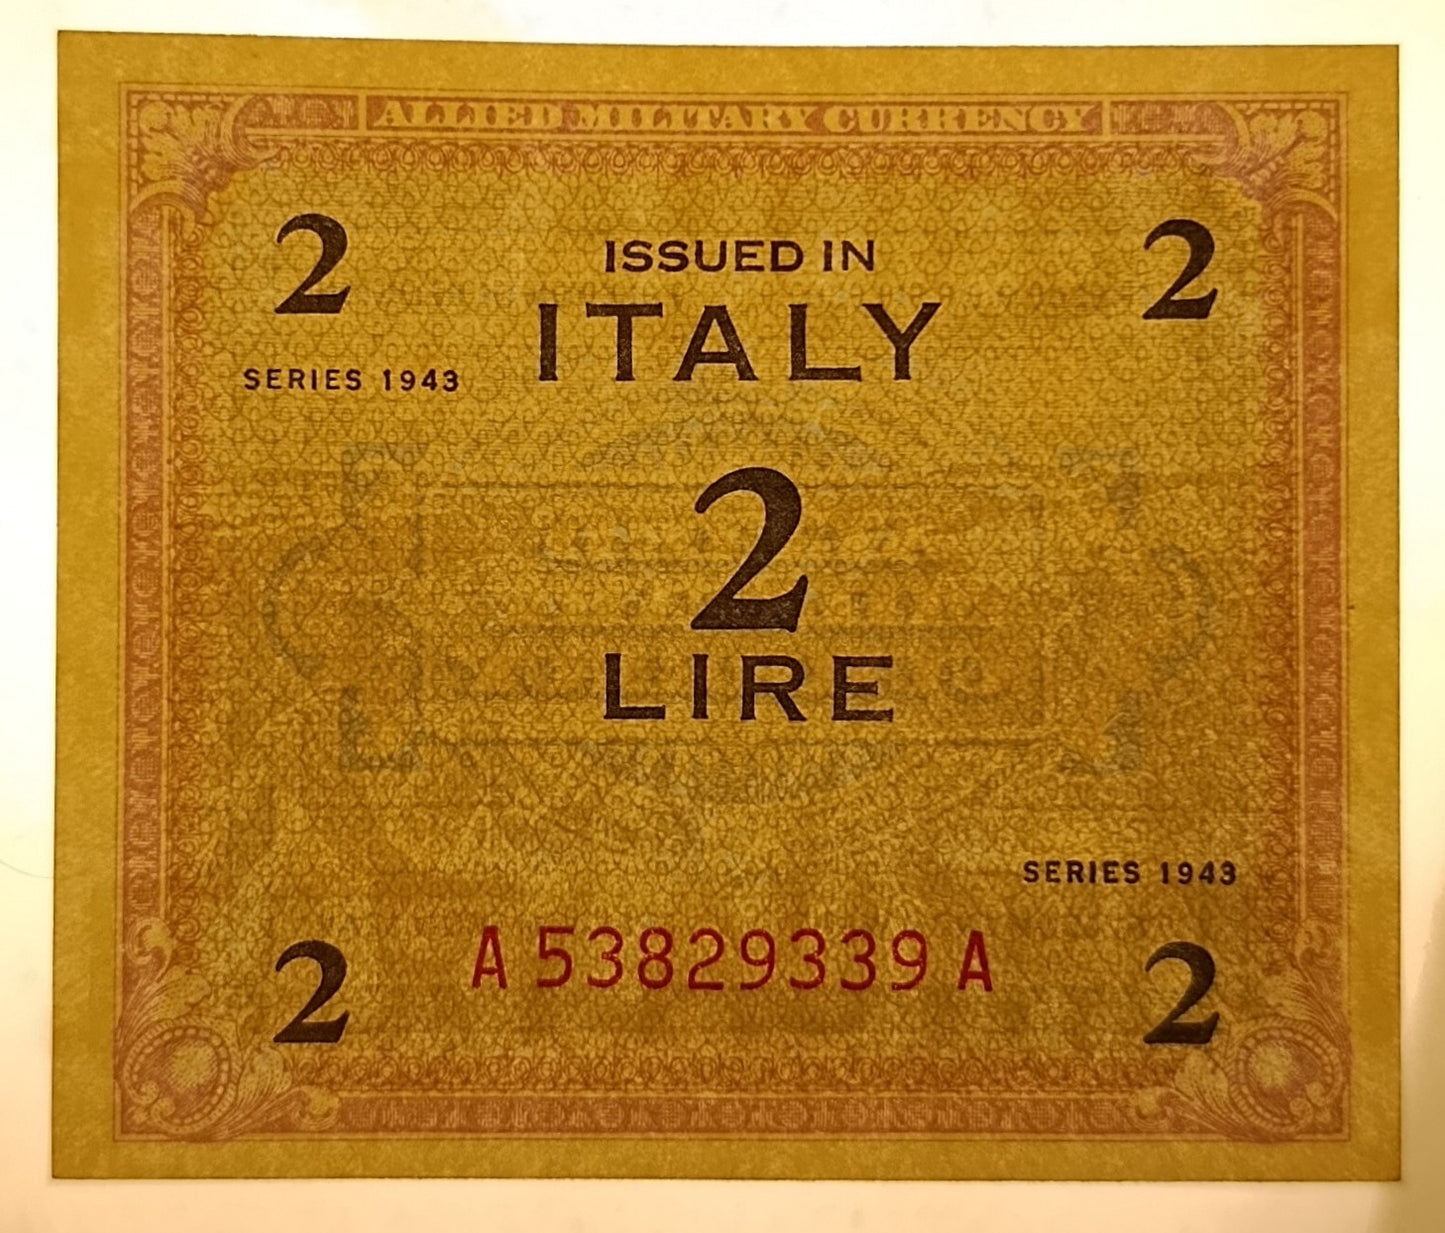 ALLIED MILITARY CURRENCY
2 2
ISSUED IN
ITALY
SERIES 1943
2
LIRE
SERIES 1943
A 53829339 A
2 2